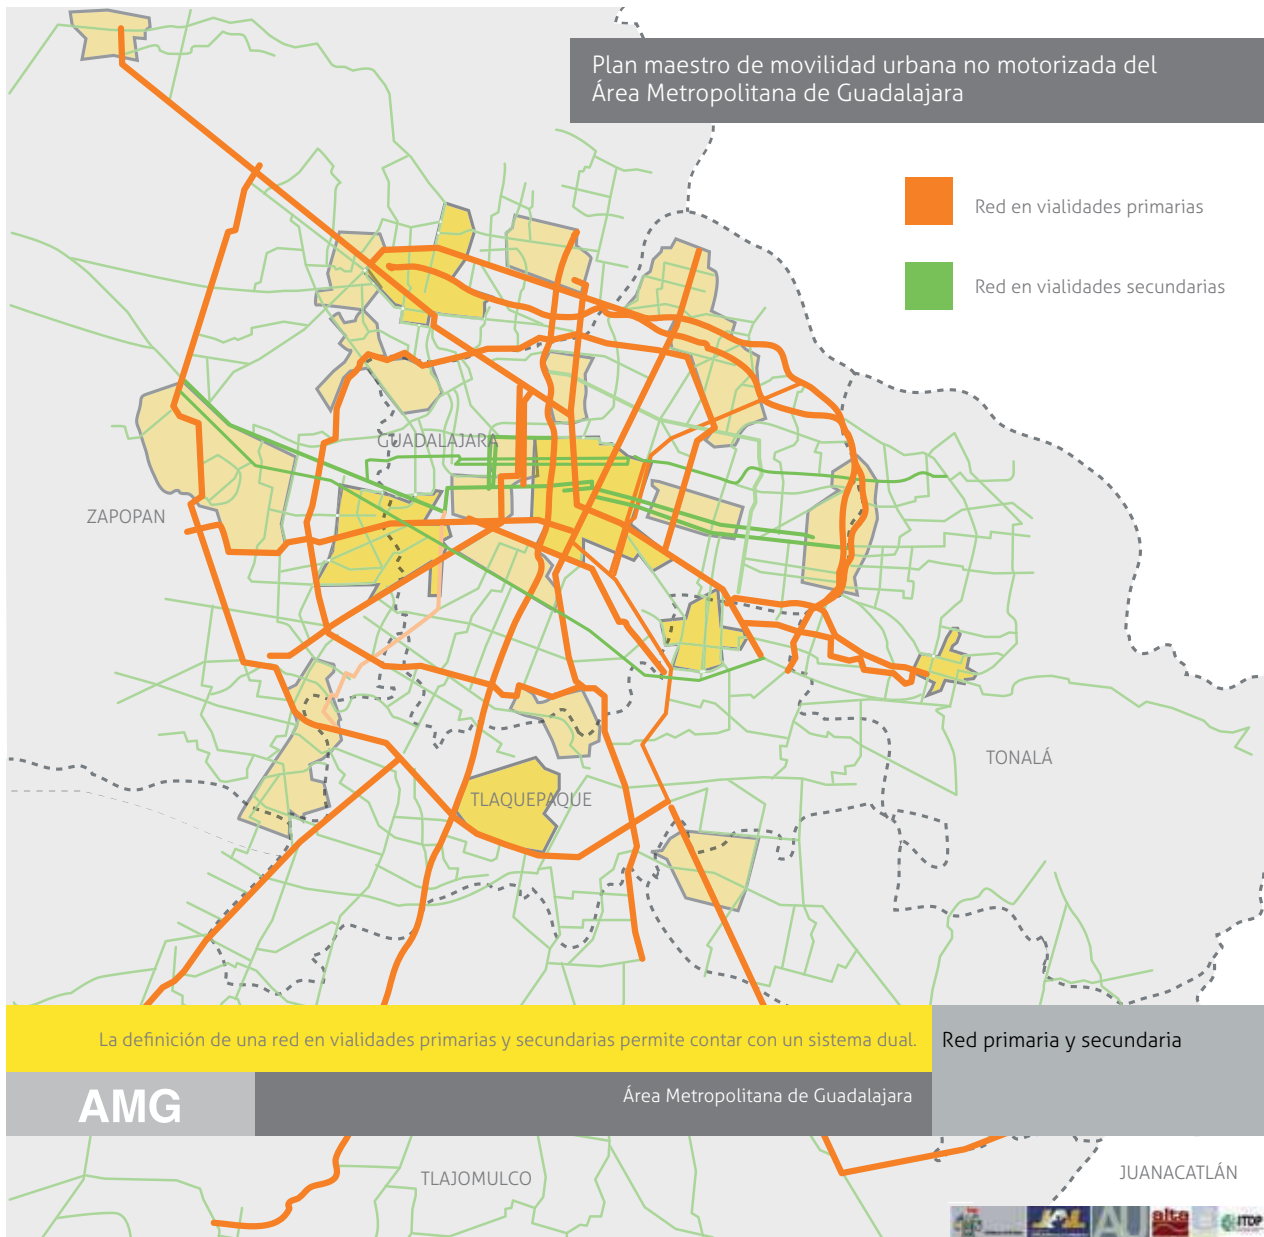 Plan maestro de movilidad urbana no motorizada del
Área Metropolitana de Guadalajara
Red en vialidades primarias
Red en vialidades secundarias
GUADALAJARA
ZAPOPAN
TONALÁ
TLAQUEPAQUE
La definición de una red en vialidades primarias y secundarias permite contar con un sistema dual.
Red primaria y secundaria
AMG
Área Metropolitana de Guadalajara
TLAJOMULCO
JUANACATLÁN
alta
ITDP